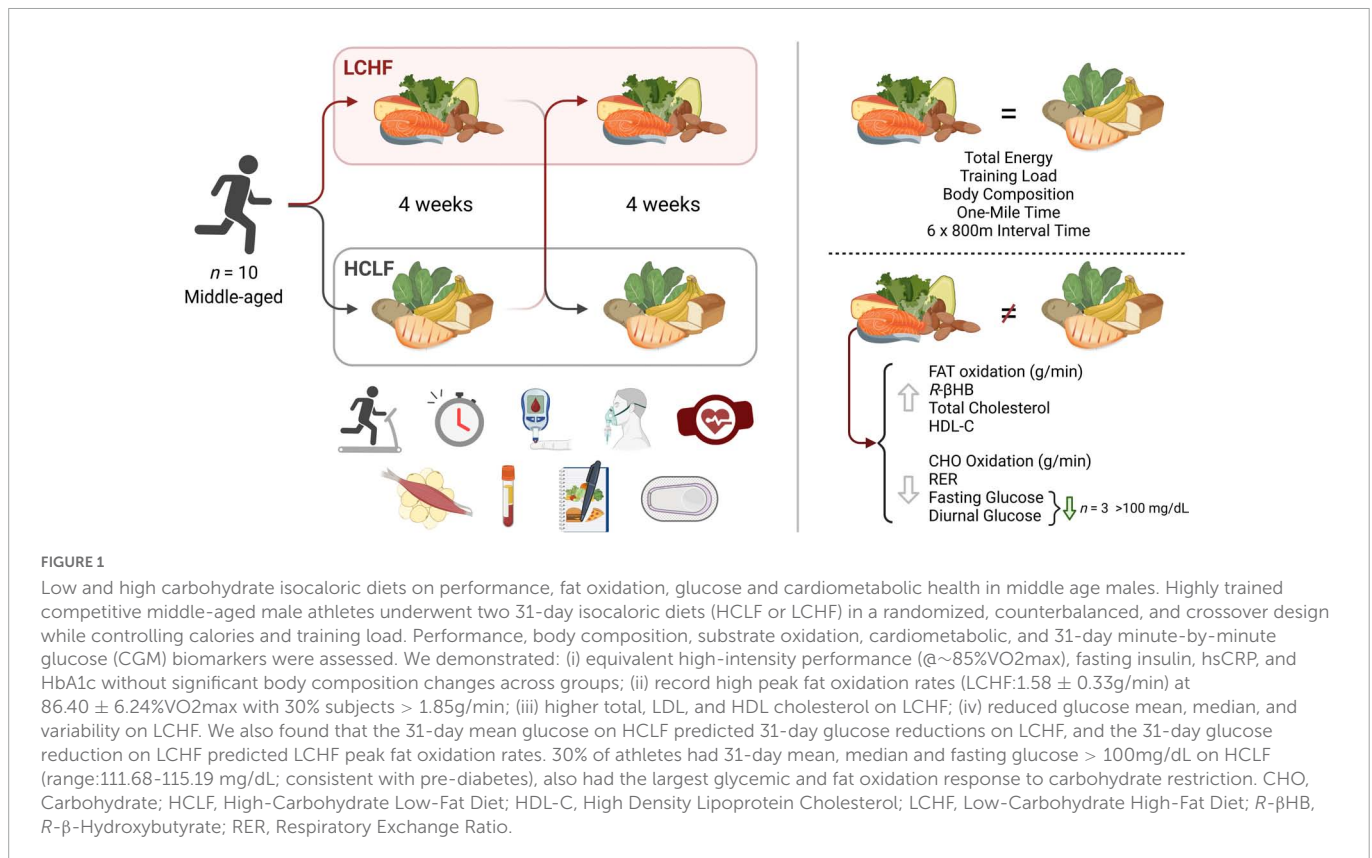 LCHF
4 weeks
4 weeks
n = 10
Middle-aged
HCLF
=
Total Energy
Training Load
Body Composition
One-Mile Time
6 x 800m Interval Time
≠
FAT oxidation (g/min)
R-βHB
Total Cholesterol
HDL-C
CHO Oxidation (g/min)
RER
Fasting Glucose
Diurnal Glucose
n = 3 >100 mg/dL
FIGURE 1
Low and high carbohydrate isocaloric diets on performance, fat oxidation, glucose and cardiometabolic health in middle age males. Highly trained
competitive middle-aged male athletes underwent two 31-day isocaloric diets (HCLF or LCHF) in a randomized, counterbalanced, and crossover design
while controlling calories and training load. Performance, body composition, substrate oxidation, cardiometabolic, and 31-day minute-by-minute
glucose (CGM) biomarkers were assessed. We demonstrated: (i) equivalent high-intensity performance (@~85%VO2max), fasting insulin, hsCRP, and
HbA1c without significant body composition changes across groups; (ii) record high peak fat oxidation rates (LCHF:1.58 ± 0.33g/min) at
86.40 ± 6.24%VO2max with 30% subjects > 1.85g/min; (iii) higher total, LDL, and HDL cholesterol on LCHF; (iv) reduced glucose mean, median, and
variability on LCHF. We also found that the 31-day mean glucose on HCLF predicted 31-day glucose reductions on LCHF, and the 31-day glucose
reduction on LCHF predicted LCHF peak fat oxidation rates. 30% of athletes had 31-day mean, median and fasting glucose > 100mg/dL on HCLF
(range:111.68-115.19 mg/dL; consistent with pre-diabetes), also had the largest glycemic and fat oxidation response to carbohydrate restriction. CHO,
Carbohydrate; HCLF, High-Carbohydrate Low-Fat Diet; HDL-C, High Density Lipoprotein Cholesterol; LCHF, Low-Carbohydrate High-Fat Diet; R-βHB,
R-β-Hydroxybutyrate; RER, Respiratory Exchange Ratio.